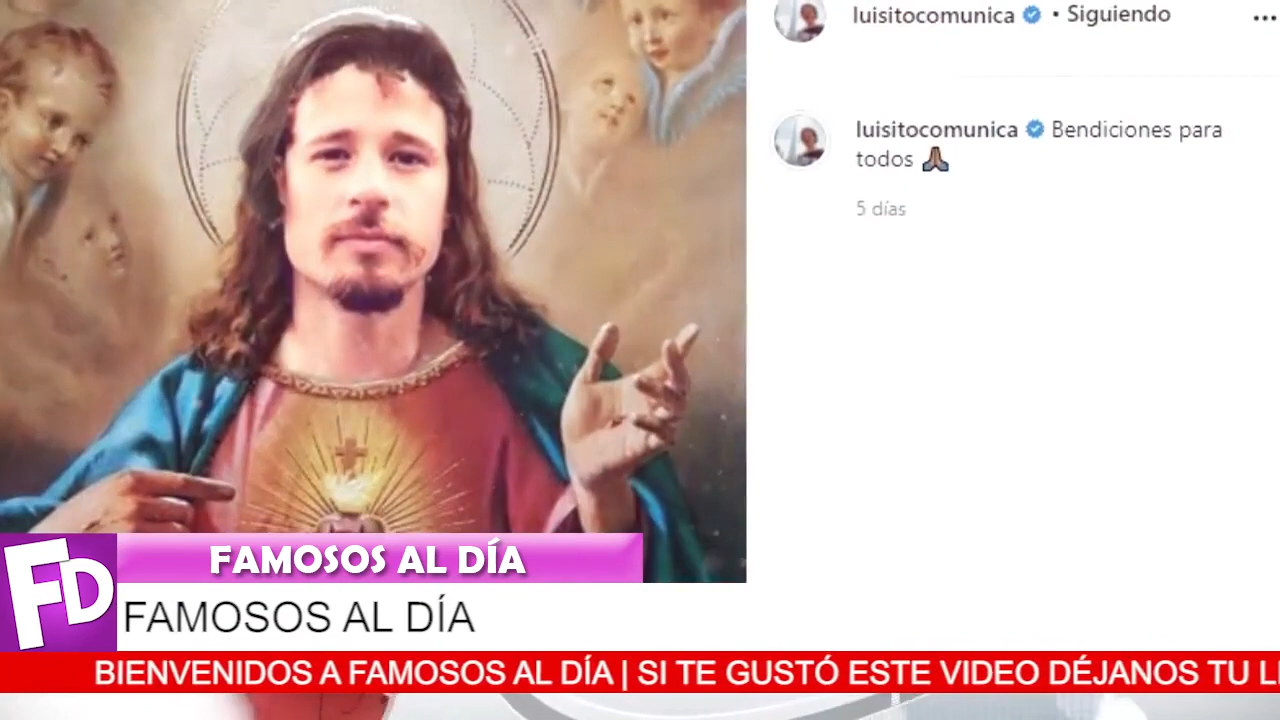 luisitocomunica • Siguiendo
luisitocomunica Bendiciones para
todos
5 días
FAMOSOS AL DÍA
FD
FAMOSOS AL DÍA
BIENVENIDOS A FAMOSOS AL DÍA | SI TE GUSTÓ ESTE VIDEO DÉJANOS TU